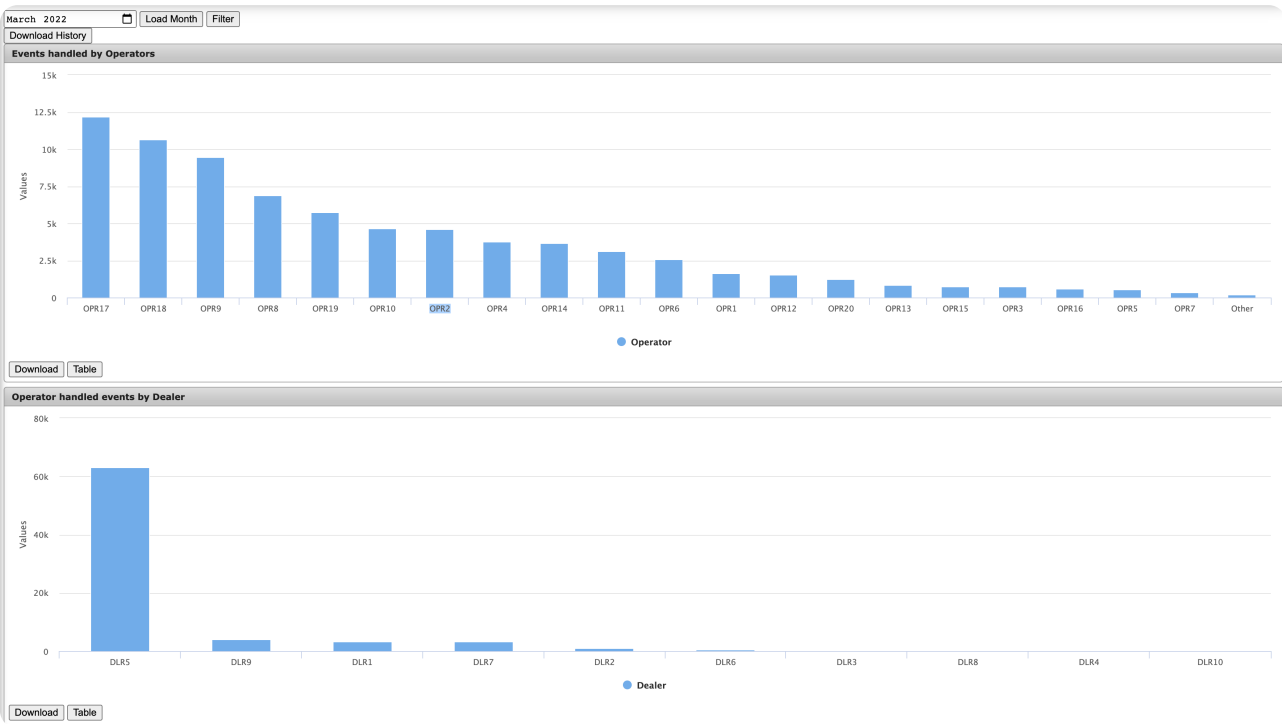 March 2022 Load Month Filter
Download History
Events handled by Operators
15k
12.5k
10k
7.5k
5k
2.5k
0
Values
OPR17 OPR18 OPR9 OPR8 OPR19 OPR10 OPR2 OPR4 OPR14 OPR11 OPR6 OPR1 OPR12 OPR20 OPR13 OPR15 OPR3 OPR16 OPR5 OPR7 Other
Operator
Download Table
Operator handled events by Dealer
80k
60k
40k
20k
0
Values
DLR5 DLR9 DLR1 DLR7 DLR2 DLR6 DLR3 DLR8 DLR4 DLR10
Dealer
Download Table